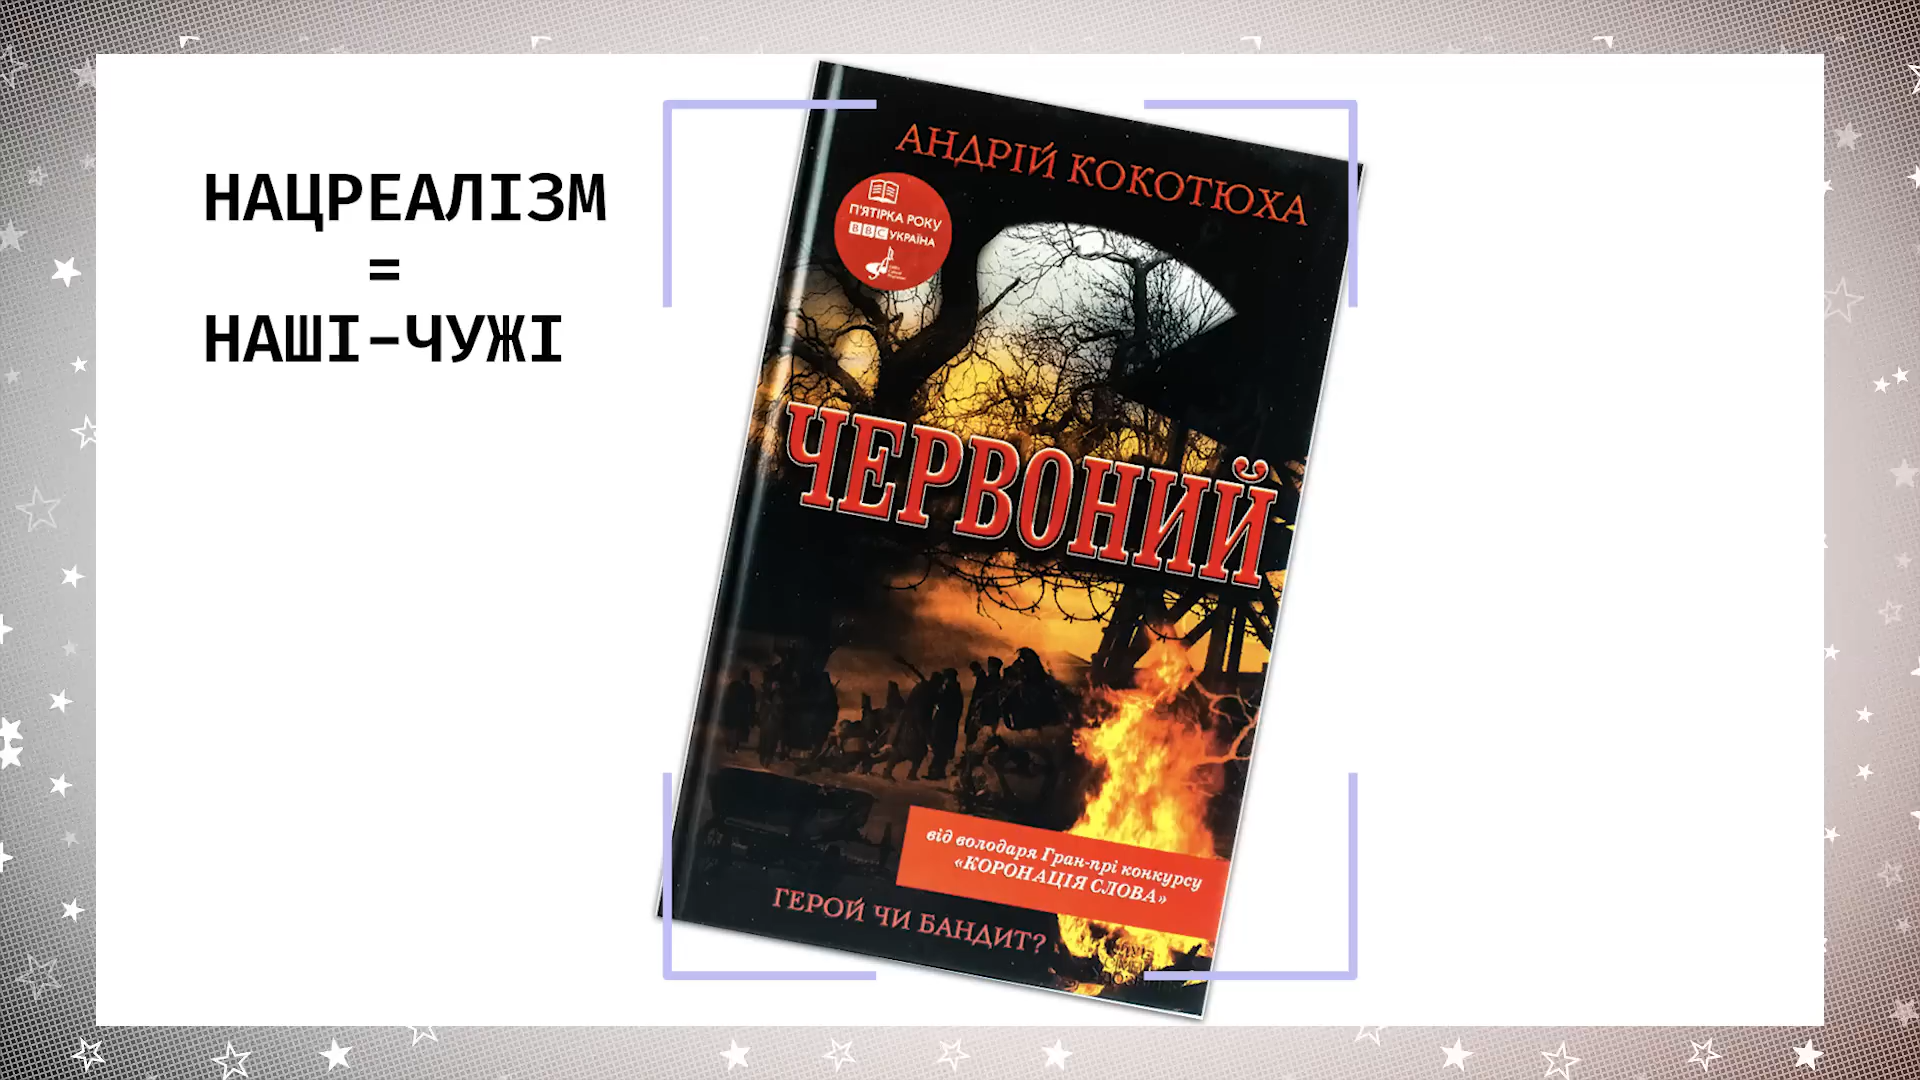 НАЦРЕАЛІЗМ
=
НАШІ-ЧУЖІ
АНДРІЙ КОКОТЮХА
П'ЯТІРКА РОКУ
BBC УКРАЇНА
ЧЕРВОНИЙ
від володаря Гран-прі конкурсу
«КОРОНАЦІЯ СЛОВА»
ГЕРОЙ ЧИ БАНДИТ?